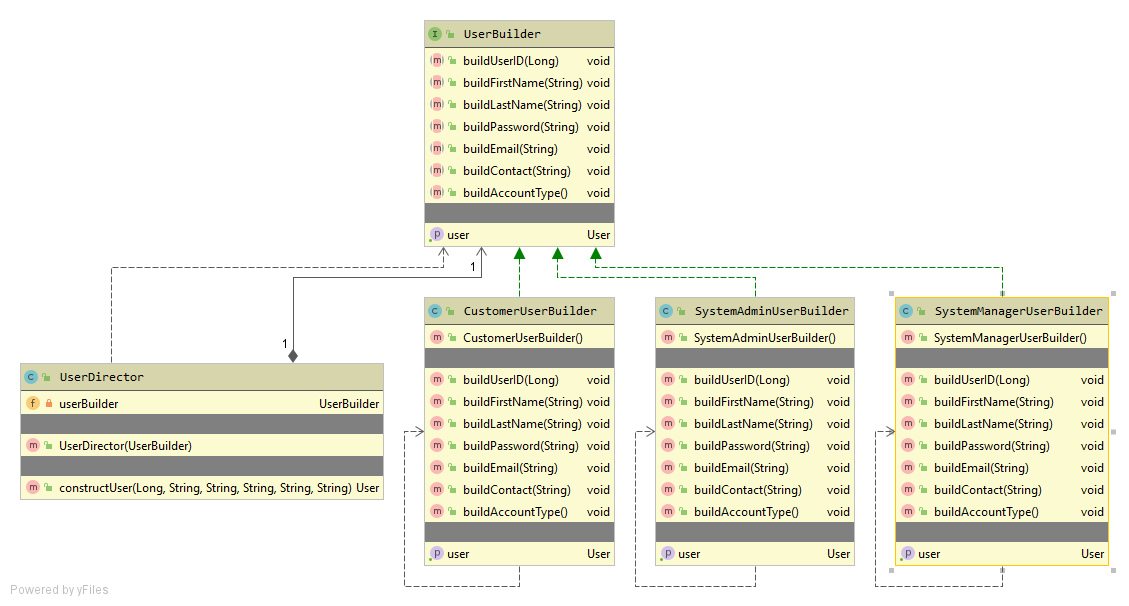 UserBuilder
buildUserID(Long) void
buildFirstName(String) void
buildLastName(String) void
buildPassword(String) void
buildEmail(String) void
buildContact(String) void
buildAccountType() void
user User
1
1
UserDirector
userBuilder UserBuilder
UserDirector(UserBuilder)
constructUser(Long, String, String, String, String, String) User
CustomerUserBuilder
CustomerUserBuilder()
buildUserID(Long) void
buildFirstName(String) void
buildLastName(String) void
buildPassword(String) void
buildEmail(String) void
buildContact(String) void
buildAccountType() void
user User
SystemAdminUserBuilder
SystemAdminUserBuilder()
buildUserID(Long) void
buildFirstName(String) void
buildLastName(String) void
buildPassword(String) void
buildEmail(String) void
buildContact(String) void
buildAccountType() void
user User
SystemManagerUserBuilder
SystemManagerUserBuilder()
buildUserID(Long) void
buildFirstName(String) void
buildLastName(String) void
buildPassword(String) void
buildEmail(String) void
buildContact(String) void
buildAccountType() void
user User
Powered by yFiles